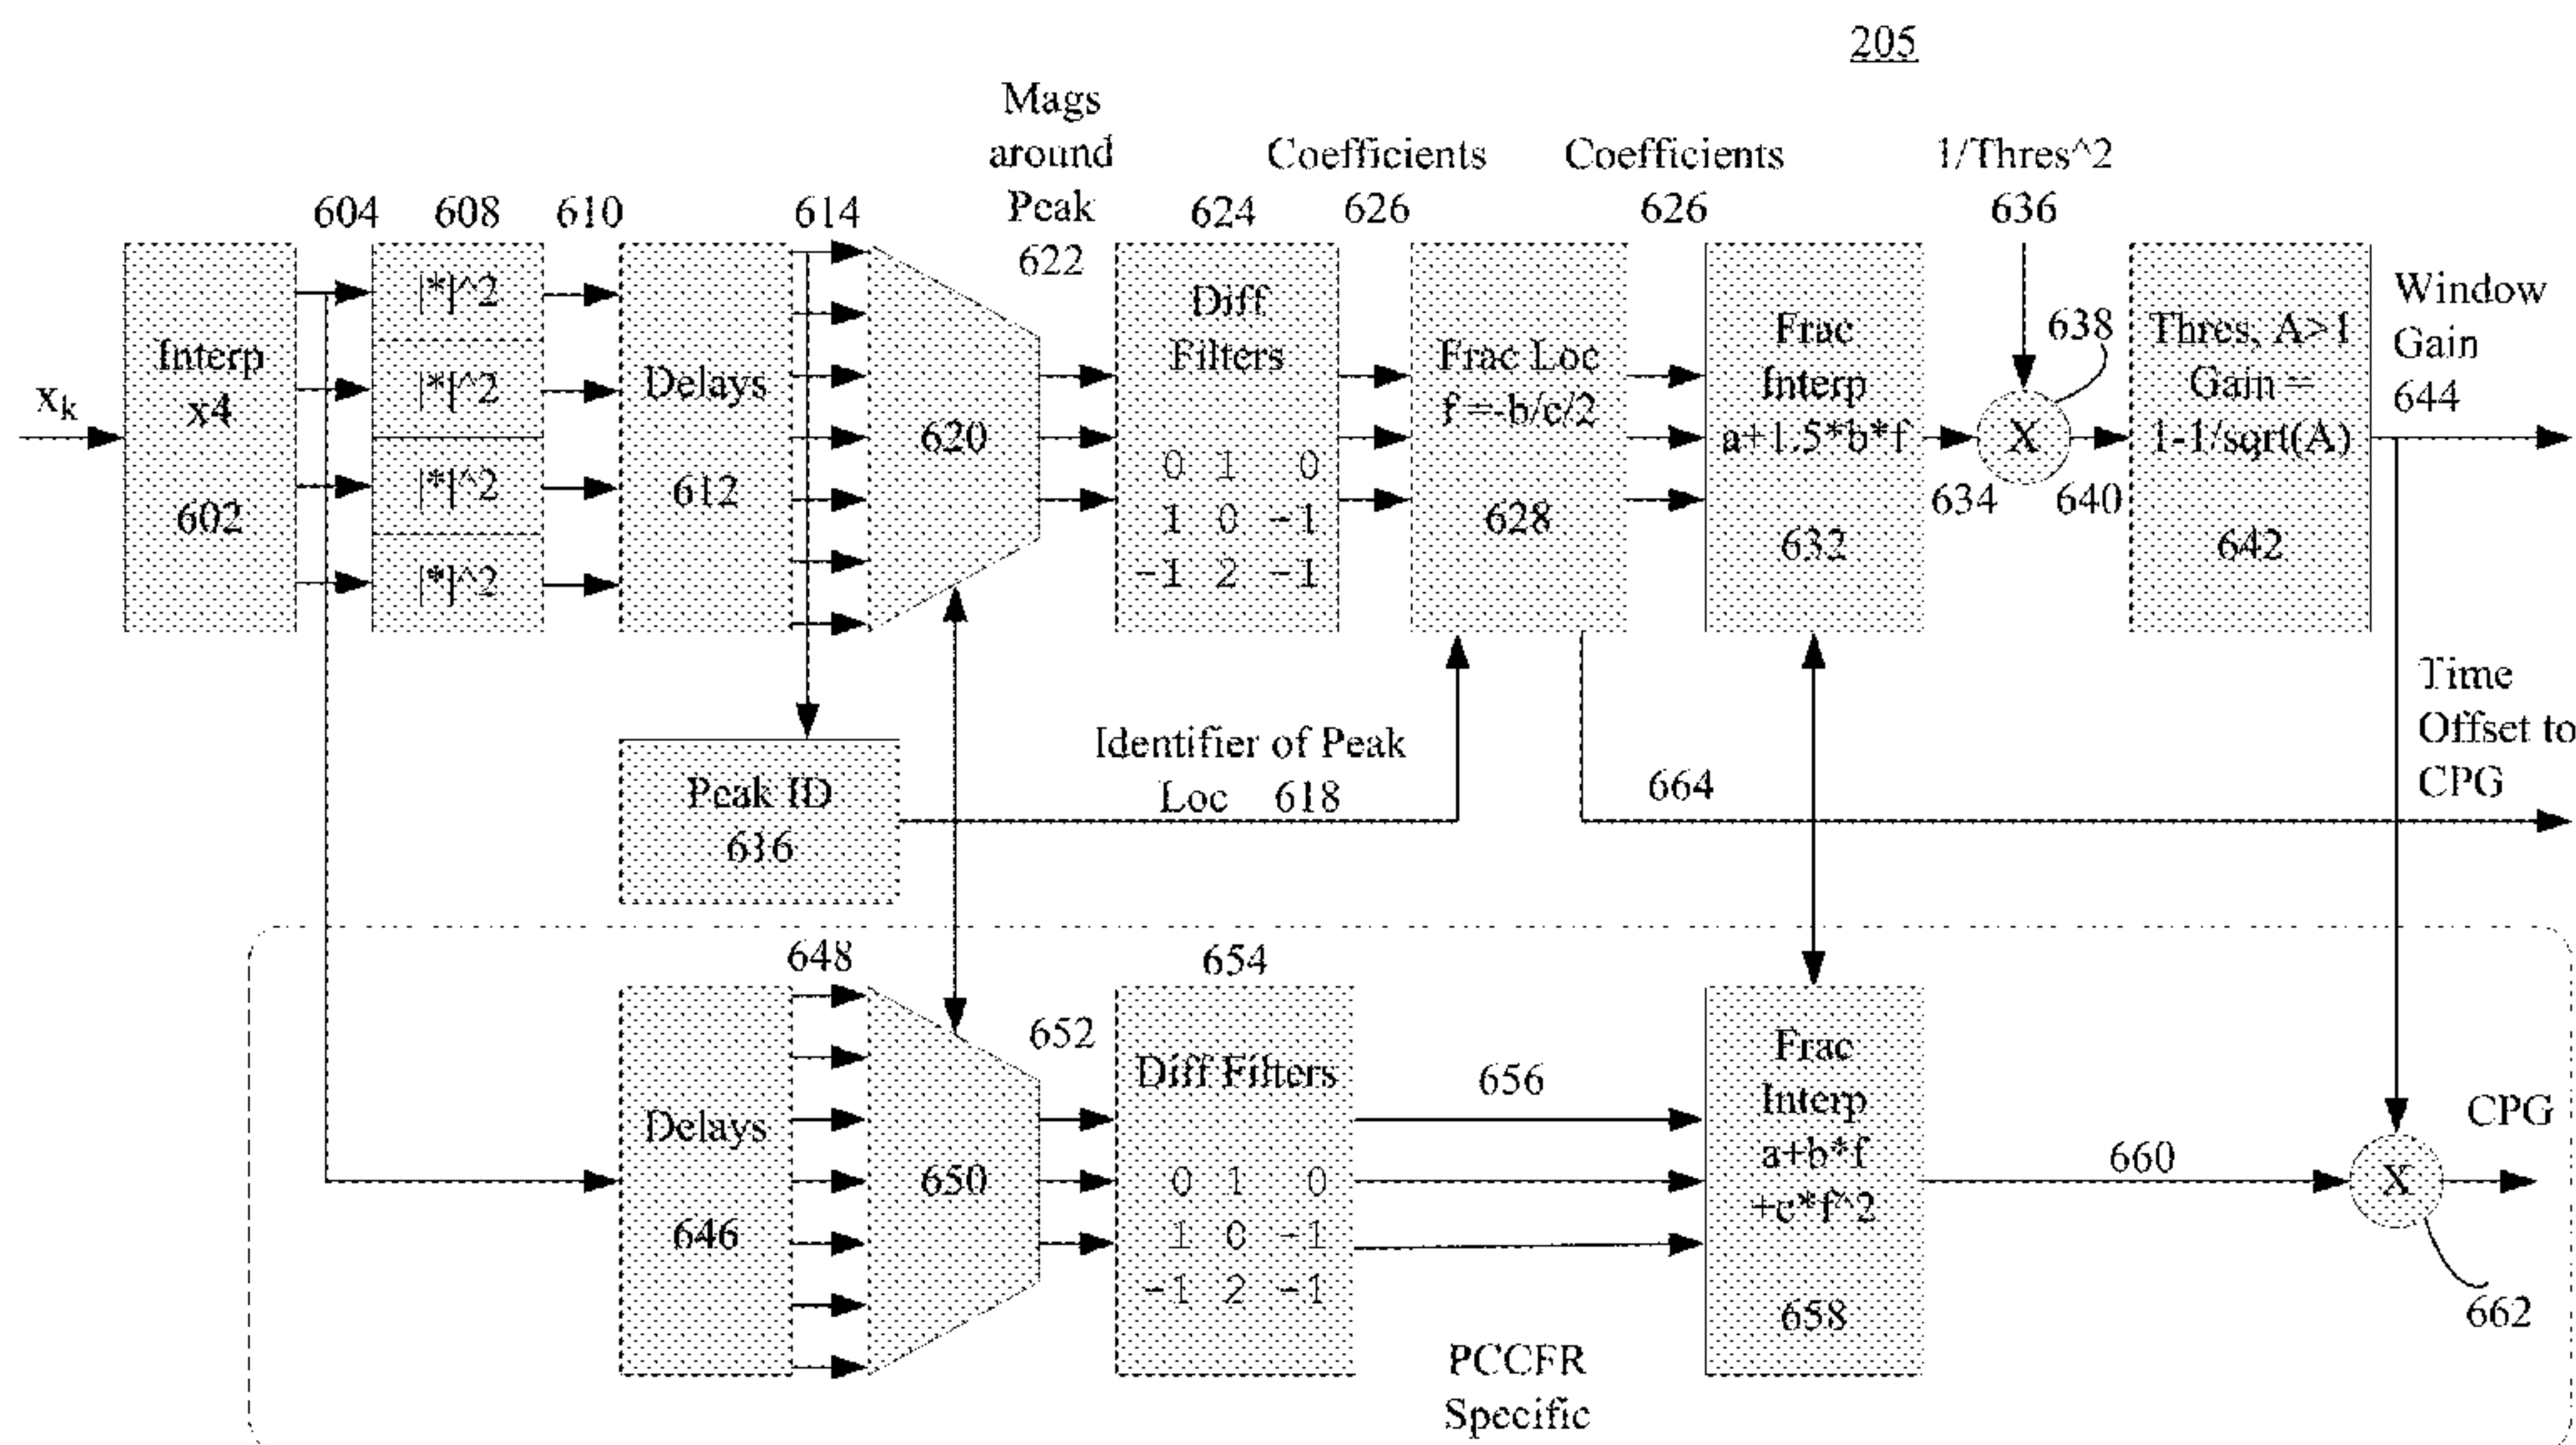 205
Mags
around
Peak
622
Coefficients
626
Coefficients
626
1/Thres^2
636
604
608
610
614
624
x_k
Interp
x4
602
|*|^2
|*|^2
|*|^2
|*|^2
Delays
612
620
Diff
Filters
0 1 0
1 0 -1
-1 2 -1
Frac Loc
f =-b/c/2
628
Frac
Interp
a+1.5*b*f
632
634
X
638
640
Thres, A>1
Gain =
1-1/sqrt(A)
642
Window
Gain
644
Peak ID
616
Identifier of Peak
Loc 618
664
Time
Offset to
CPG
648
Delays
646
650
652
654
Diff Filters
0 1 0
1 0 -1
-1 2 -1
656
Frac
Interp
a+b*f
+c*f^2
658
660
X
CPG
662
PCCFR
Specific